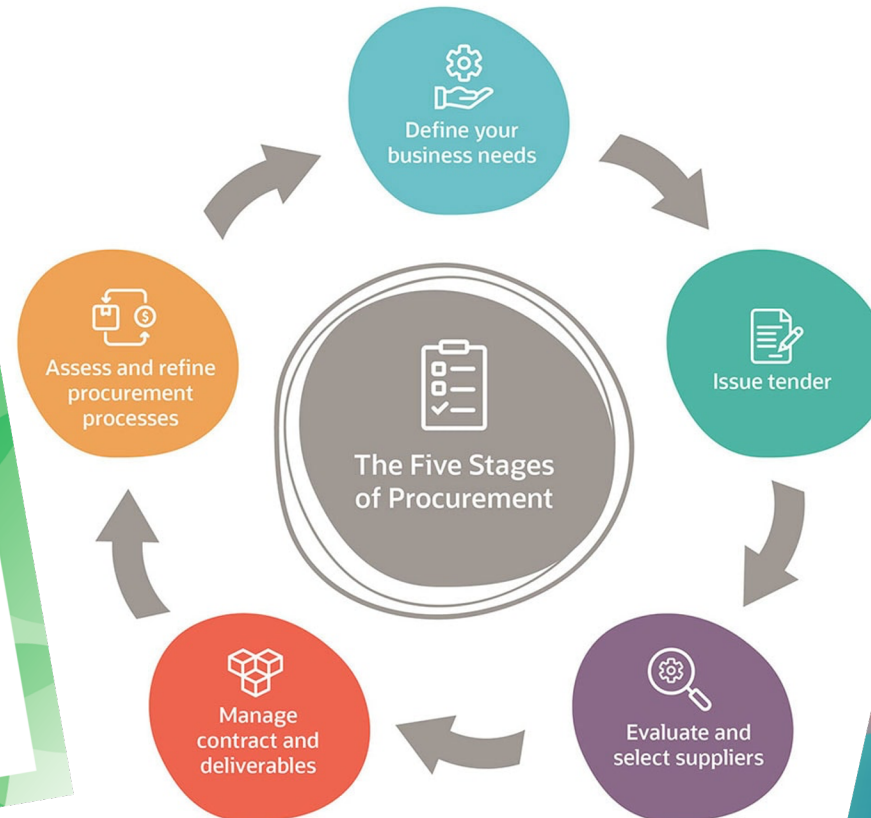 Define your
business needs
Issue tender
Evaluate and
select suppliers
Manage
contract and
deliverables
Assess and refine
procurement
processes
The Five Stages
of Procurement
$